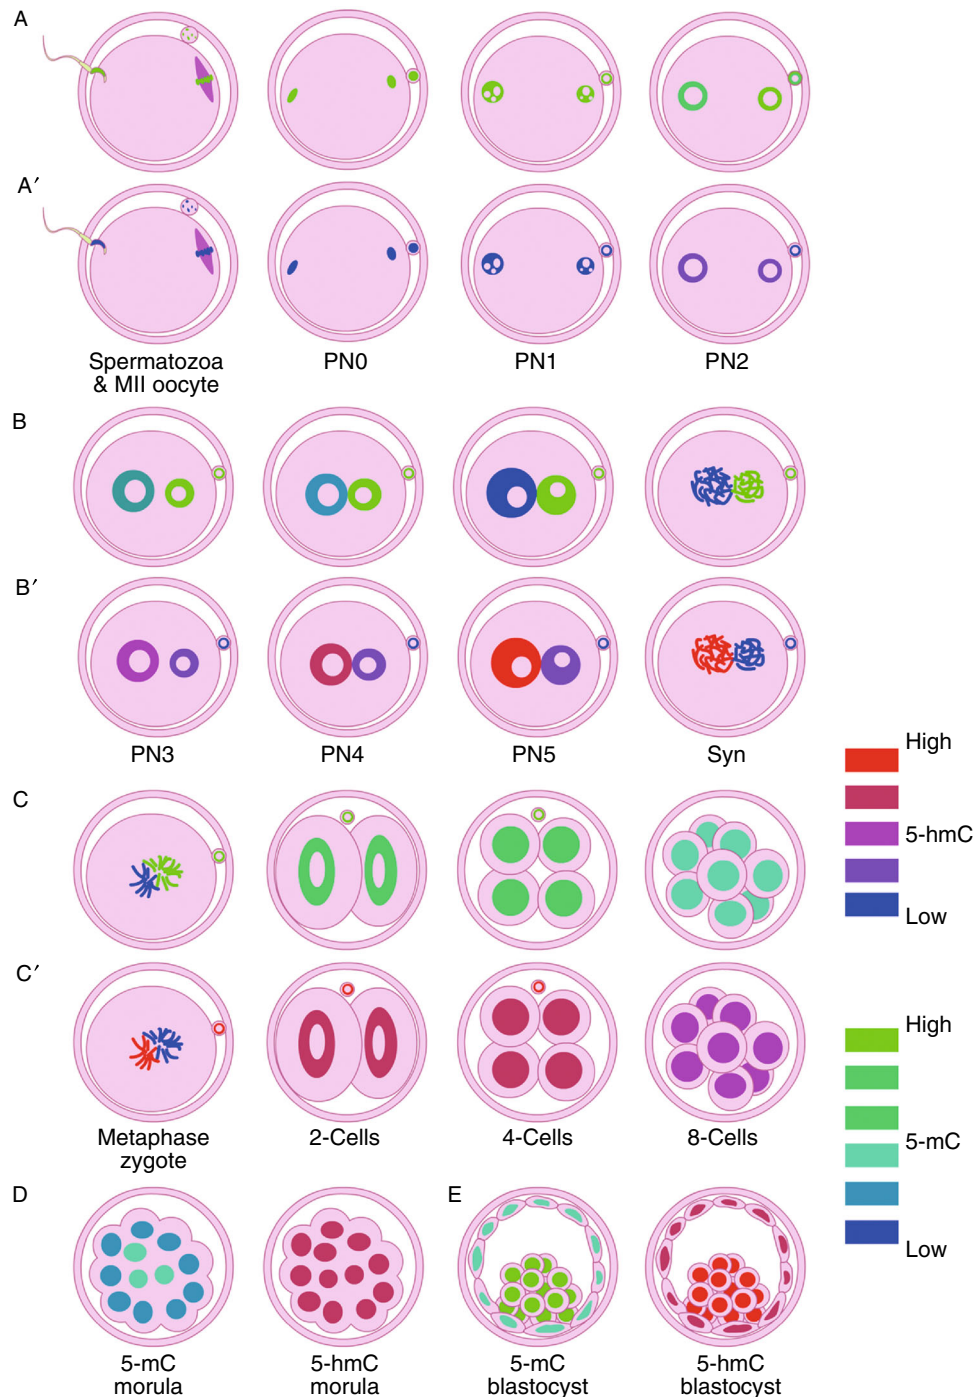 A
A′
Spermatozoa
& MII oocyte
PN0
PN1
PN2
B
B′
PN3
PN4
PN5
Syn
High
5-hmC
Low
C
C′
Metaphase
zygote
2-Cells
4-Cells
8-Cells
High
5-mC
Low
D
5-mC
morula
5-hmC
morula
E
5-mC
blastocyst
5-hmC
blastocyst